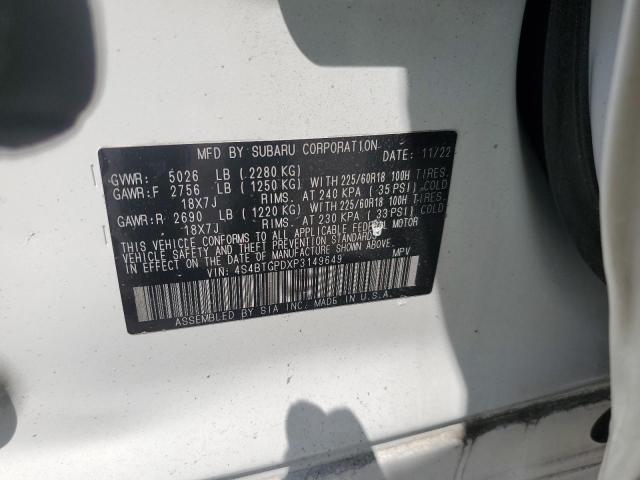 MFD BY SUBARU CORPORATION DATE: 11/22
GVWR: 5026 LB ( 2280 KG)
GAWR:F 2756 LB ( 1250 KG) WITH 225/60R18 100H TIRES.
18X7J RIMS. AT 240 KPA ( 35 PSI) COLD
GAWR:R 2690 LB ( 1220 KG) WITH 225/60R18 100H TIRES.
18X7J RIMS. AT 230 KPA ( 33 PSI) COLD
THIS VEHICLE CONFORMS TO ALL APPLICABLE FEDERAL MOTOR
VEHICLE SAFETY AND THEFT PREVENTION STANDARDS
IN EFFECT ON THE DATE OF MANUFACTURE SHOWN ABOVE.
VIN: 4S4BTGPDXP3149649 MPV
ASSEMBLED BY SIA INC. MADE IN U.S.A.